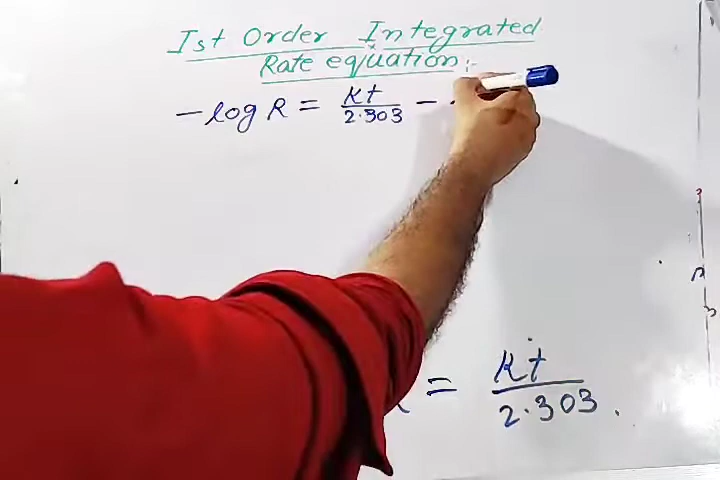 Ist Order Integrated
Rate equation:-
-log R = Kt/2.303 -
= Kt/2.303